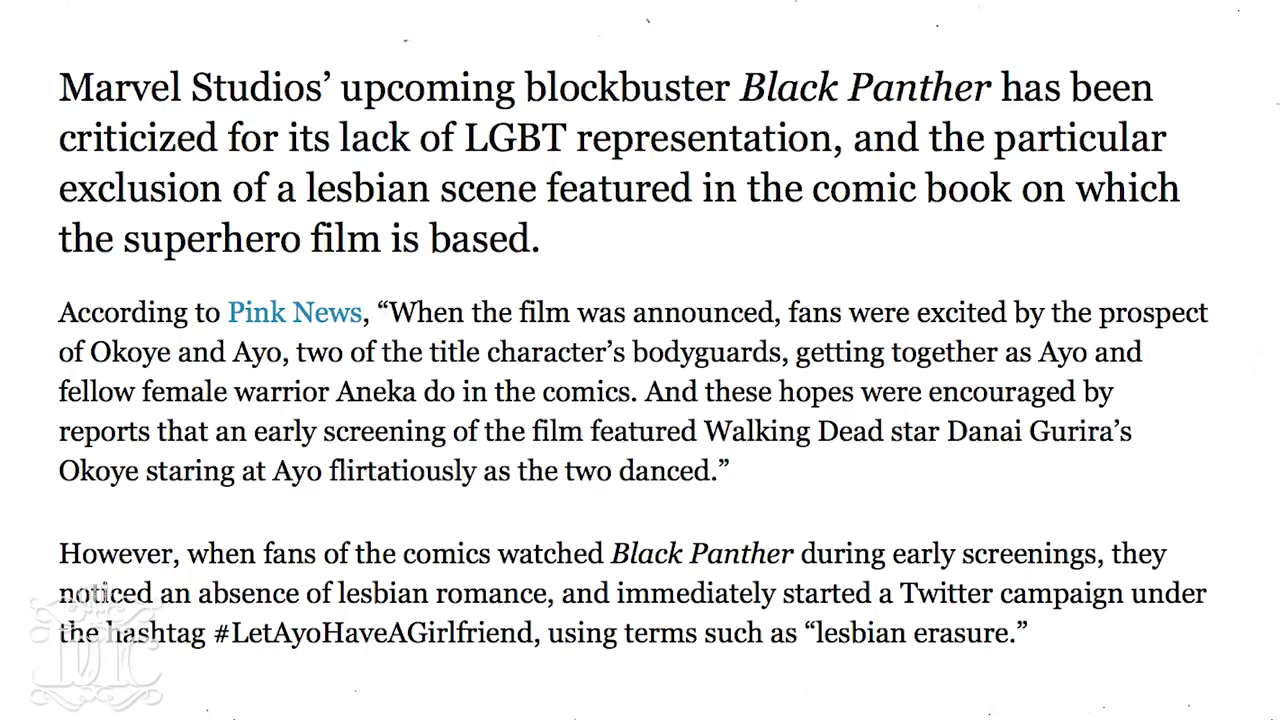 Marvel Studios’ upcoming blockbuster Black Panther has been
criticized for its lack of LGBT representation, and the particular
exclusion of a lesbian scene featured in the comic book on which
the superhero film is based.
According to Pink News, “When the film was announced, fans were excited by the prospect
of Okoye and Ayo, two of the title character’s bodyguards, getting together as Ayo and
fellow female warrior Aneka do in the comics. And these hopes were encouraged by
reports that an early screening of the film featured Walking Dead star Danai Gurira’s
Okoye staring at Ayo flirtatiously as the two danced.”
However, when fans of the comics watched Black Panther during early screenings, they
noticed an absence of lesbian romance, and immediately started a Twitter campaign under
the hashtag #LetAyoHaveAGirlfriend, using terms such as “lesbian erasure.”